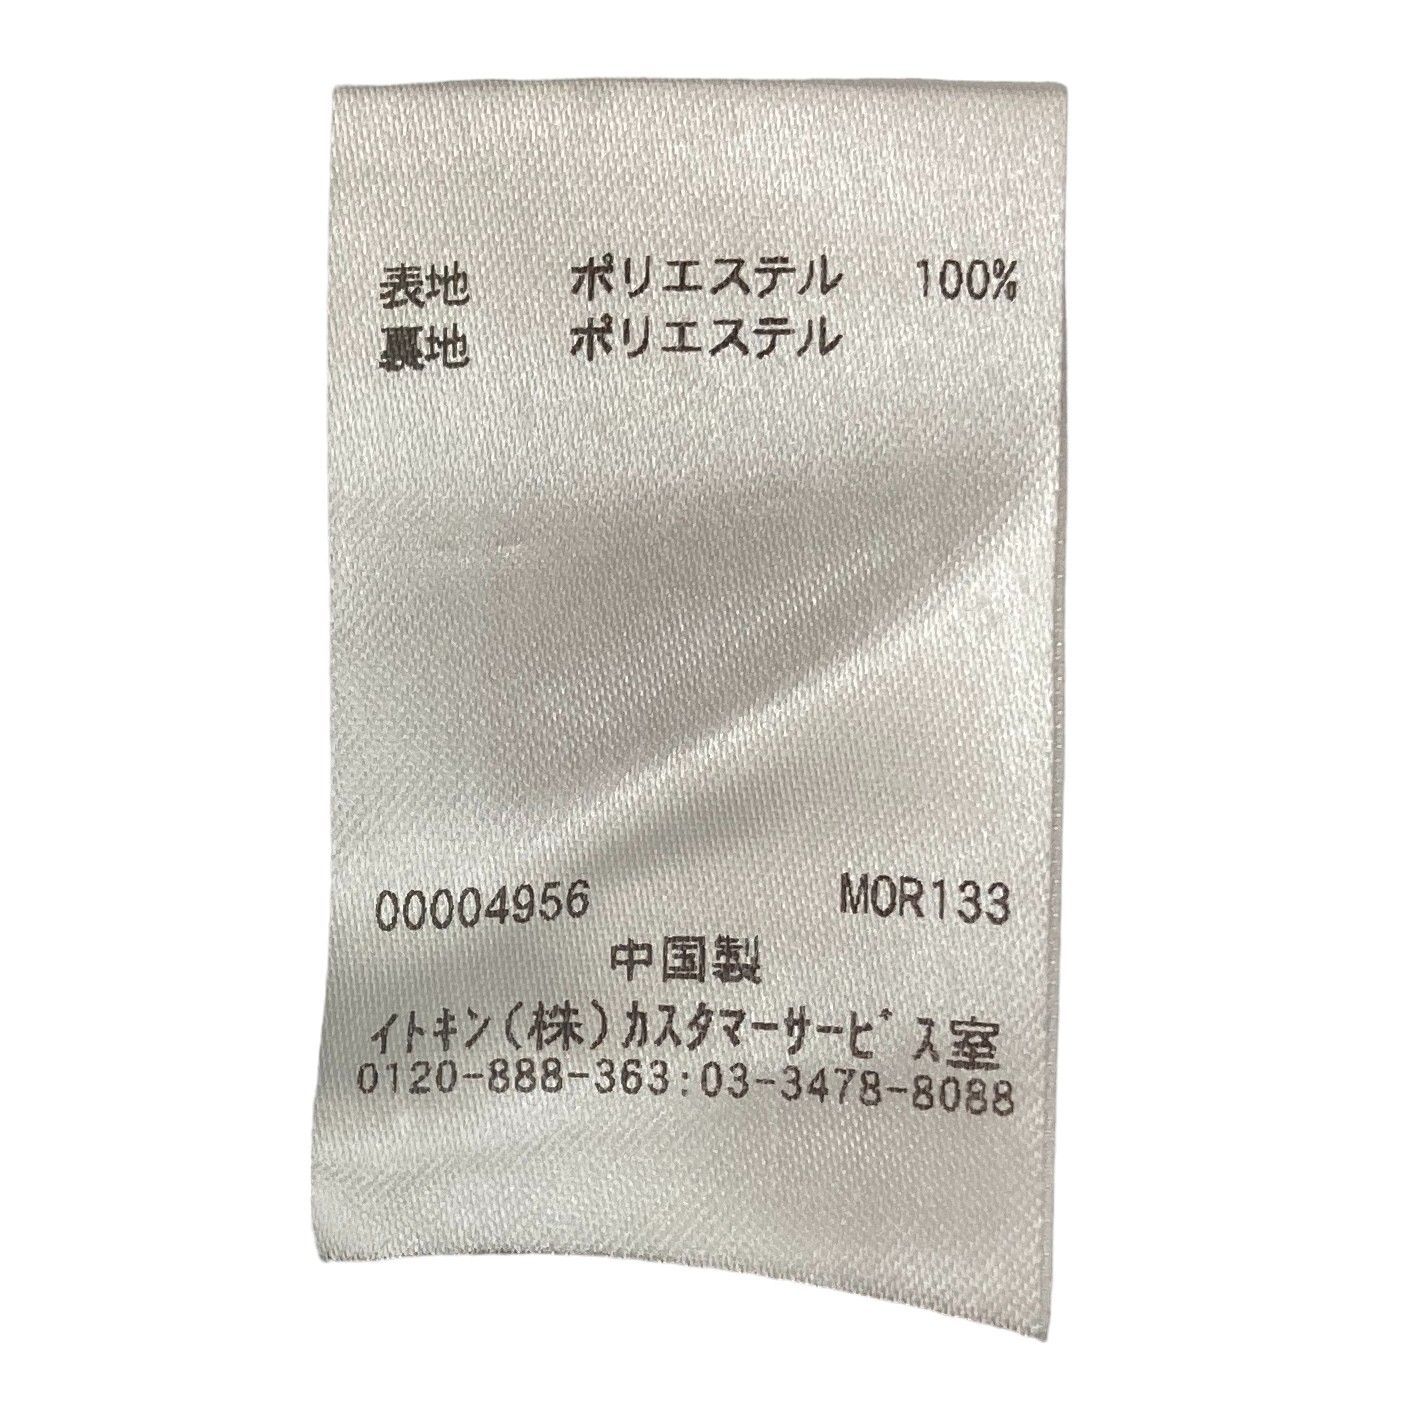 表地 ポリエステル 100%
裏地 ポリエステル
00004956 MOR133
中国製
イトキン(株)カスタマーサービス室
0120-888-363:03-3478-8088